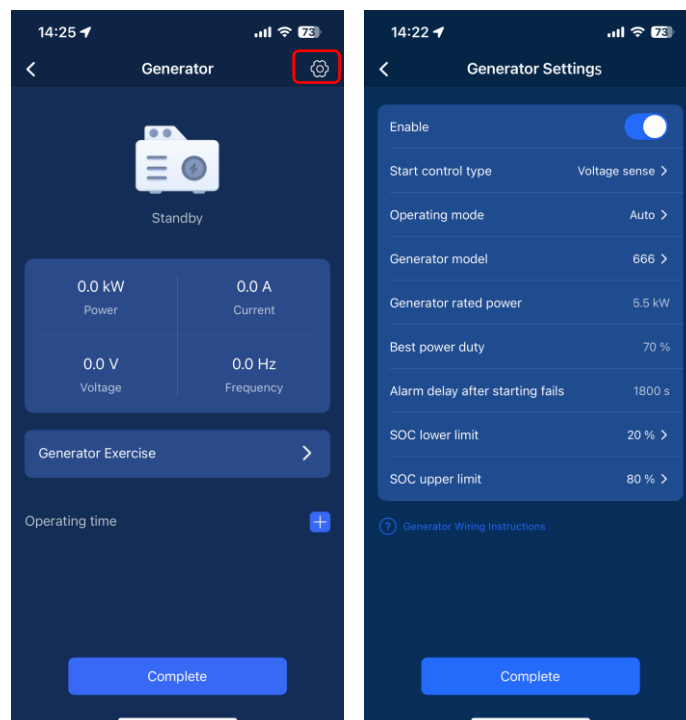 14:25
73
Generator
Standby
0.0 kW
Power
0.0 A
Current
0.0 V
Voltage
0.0 Hz
Frequency
Generator Exercise
Operating time
Complete
14:22
73
Generator Settings
Enable
Start control type Voltage sense
Operating mode Auto
Generator model 666
Generator rated power 5.5 kW
Best power duty 70 %
Alarm delay after starting fails 1800 s
SOC lower limit 20 %
SOC upper limit 80 %
? Generator Wiring Instructions
Complete